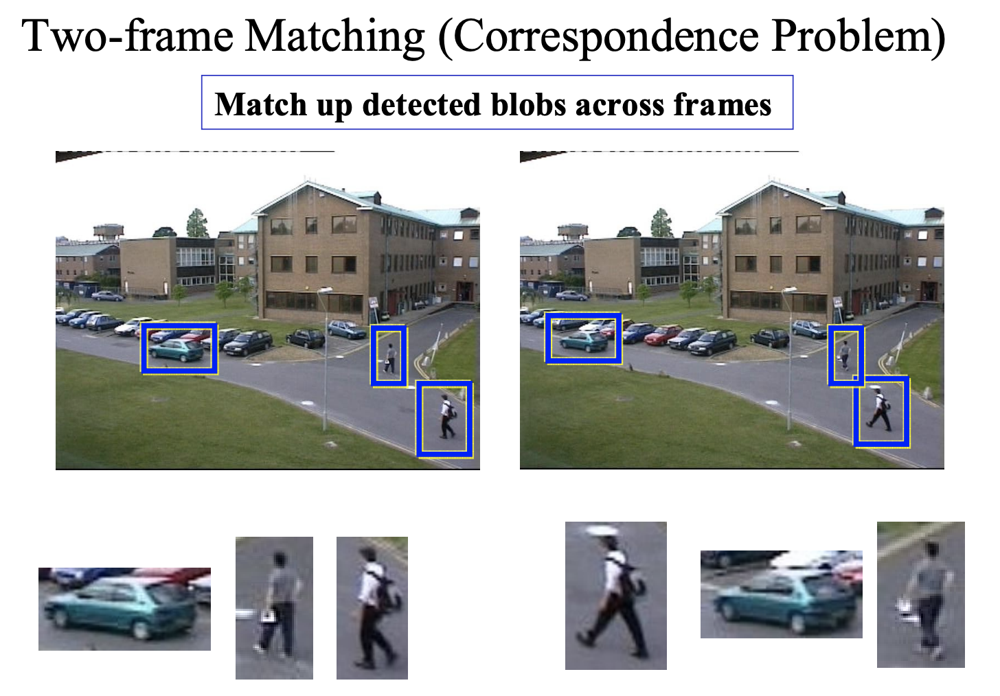 Two-frame Matching (Correspondence Problem)
Match up detected blobs across frames